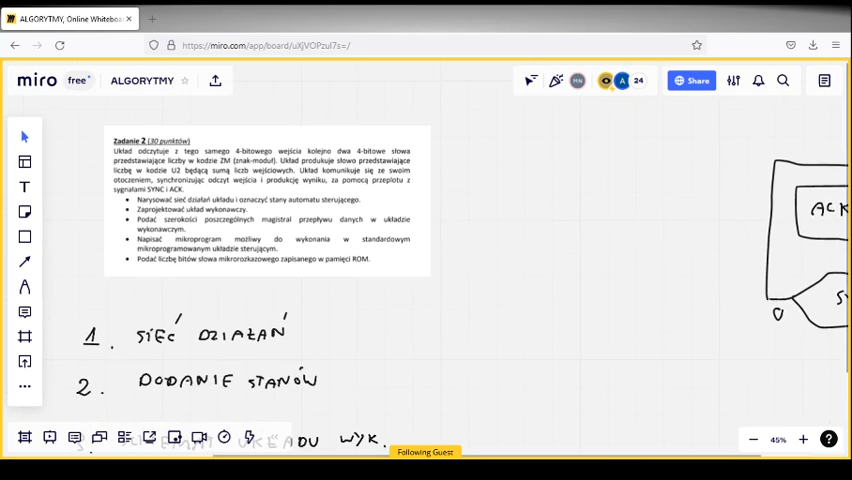 ALGORYTMY, Online Whiteboa
https://miro.com/app/board/uXjVOPzuI7s=/
miro free ALGORYTMY MN A 24 Share
Zadanie 2 (30 punktów)
Układ odczytuje z tego samego 4-bitowego wejścia kolejno dwa 4-bitowe słowa
przedstawiające liczby w kodzie ZM (znak-moduł). Układ produkuje słowo przedstawiające
liczbę w kodzie U2 będącą sumą liczb wejściowych. Układ komunikuje się ze swoim
otoczeniem, synchronizując odczyt wejścia i produkcję wyniku, za pomocą przeplotu z
sygnałami SYNC i ACK.
• Narysować sieć działań układu i oznaczyć stany automatu sterującego.
• Zaprojektować układ wykonawczy.
• Podać szerokości poszczególnych magistral przepływu danych w układzie
wykonawczym.
• Napisać mikroprogram możliwy do wykonania w standardowym
mikroprogramowanym układzie sterującym.
• Podać liczbę bitów słowa mikrorozkazowego zapisanego w pamięci ROM.
ACK
SY
0
1. SIEĆ DZIAŁAŃ
2. DODANIE STANÓW
UKŁADU WYK.
Following Guest
45%